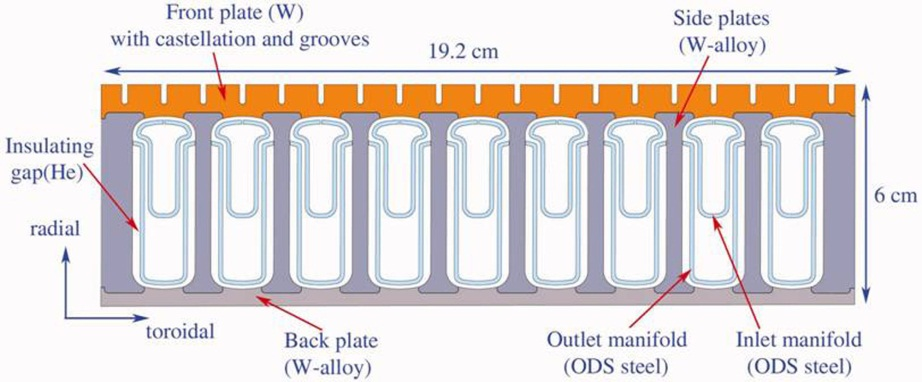 Front plate (W)
with castellation and grooves
19.2 cm
Side plates
(W-alloy)
Insulating
gap(He)
6 cm
radial
toroidal
Back plate
(W-alloy)
Outlet manifold
(ODS steel)
Inlet manifold
(ODS steel)